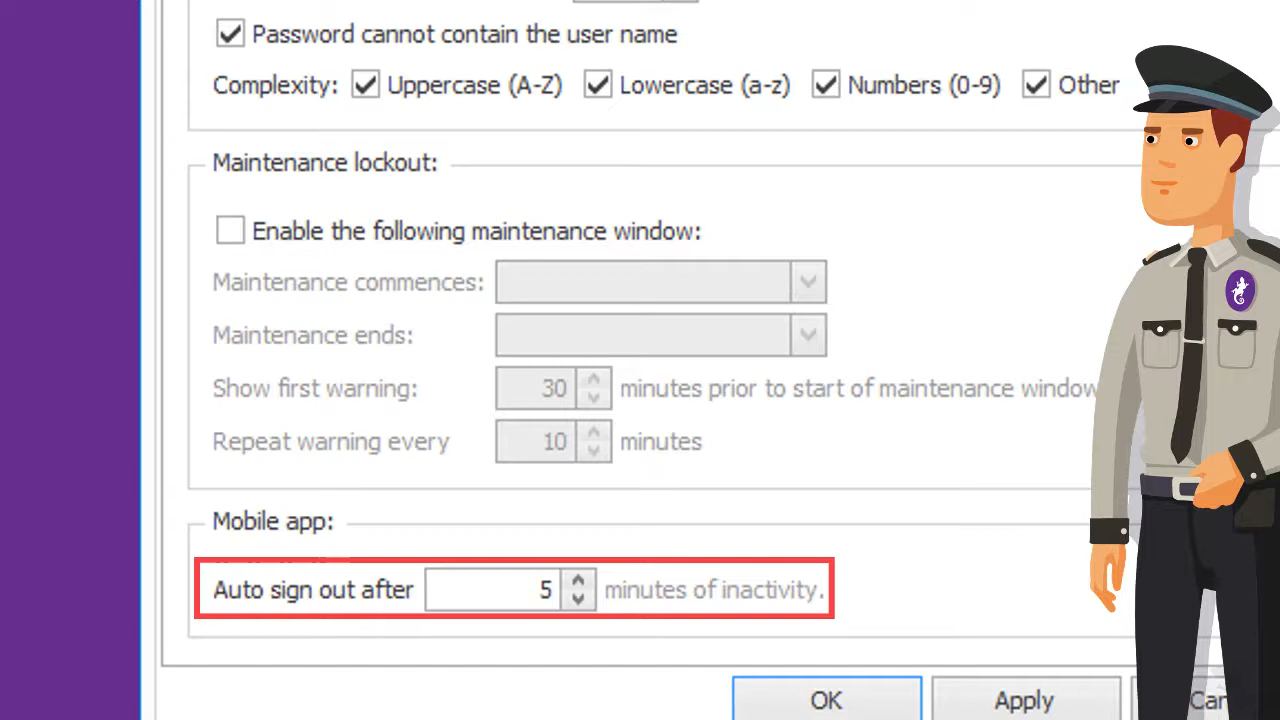 Password cannot contain the user name
Complexity: Uppercase (A-Z) Lowercase (a-z) Numbers (0-9) Other
Maintenance lockout:
Enable the following maintenance window:
Maintenance commences:
Maintenance ends:
Show first warning: 30 minutes prior to start of maintenance window
Repeat warning every 10 minutes
Mobile app:
Auto sign out after 5 minutes of inactivity.
OK Apply